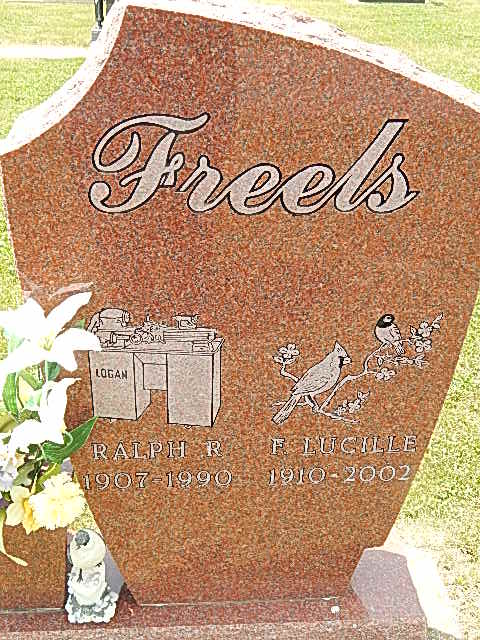 Freels
LOGAN
RALPH R
1907-1990
F. LUCILLE
1910-2002